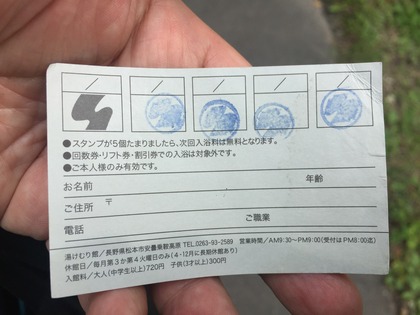 / / / / /
●スタンプが5個たまりましたら、次回入浴料は無料となります。
●回数券・リフト券・割引券での入浴は対象外です。
●ご本人様のみ有効です。
お名前 年齢
ご住所 〒
電話 ご職業
湯けむり館/長野県松本市安曇乗鞍高原 TEL.0263-93-2589 営業時間/AM9:30~PM9:00(受付はPM8:00迄)
休館日/毎月第3か第4火曜日のみ(4・12月に長期休館あり)
入館料/大人(中学生以上)720円 子供(3才以上)300円